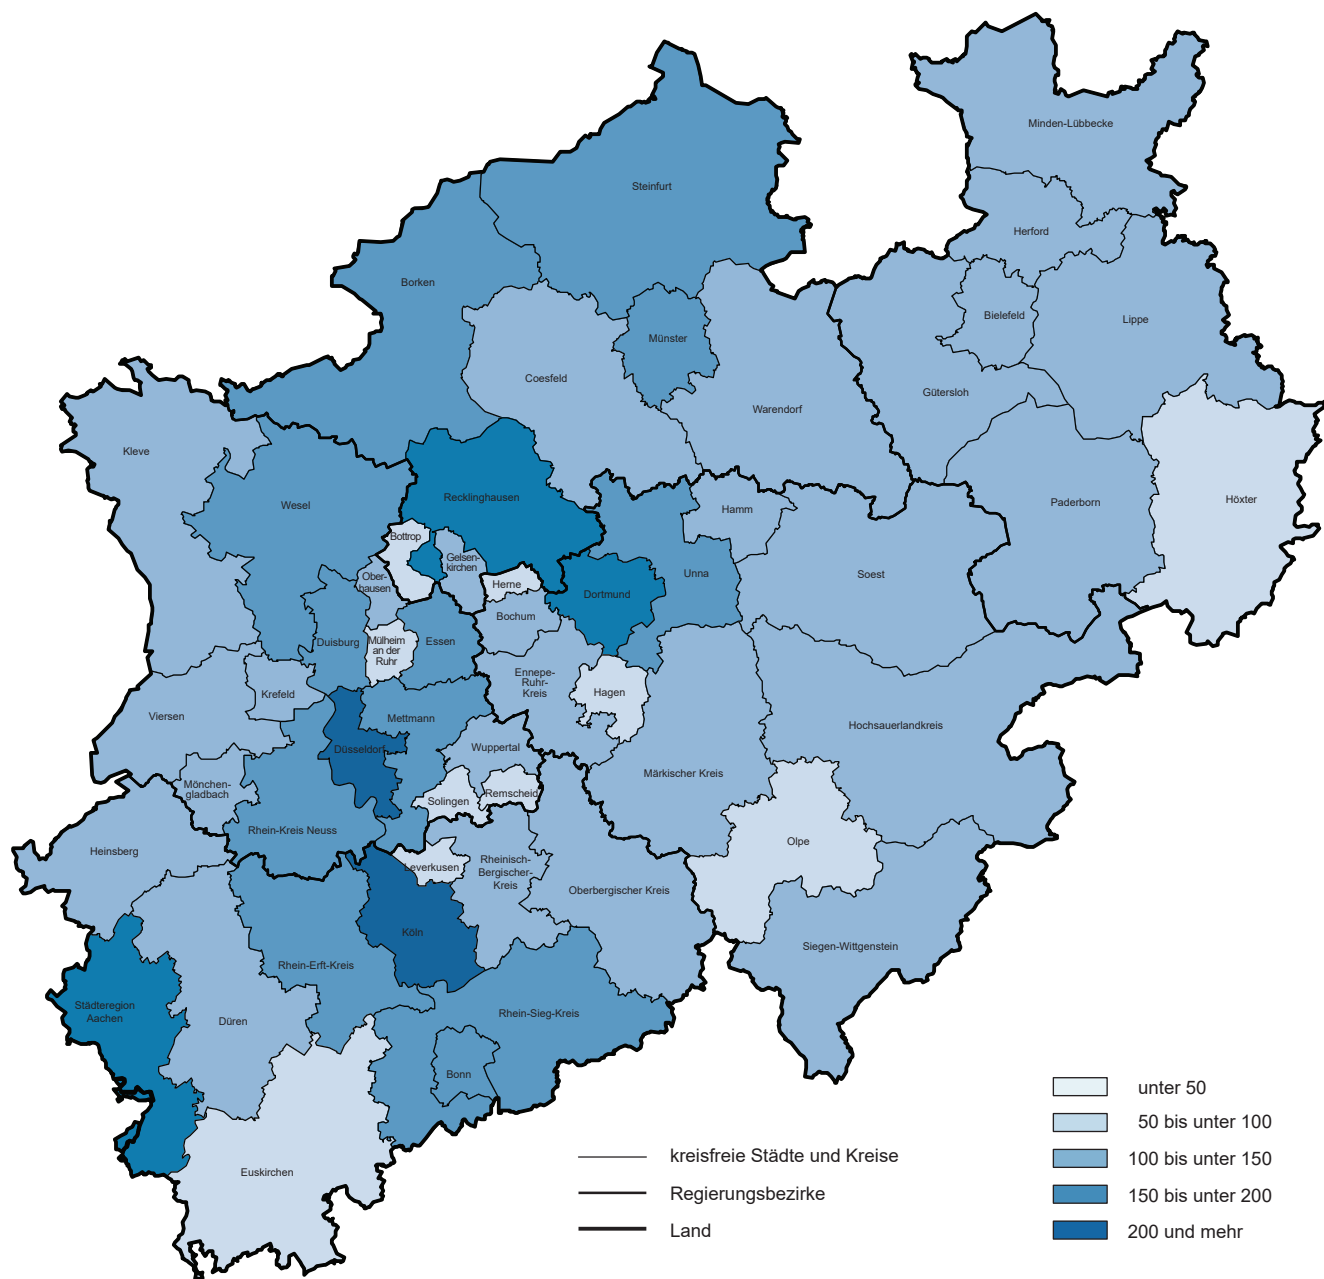 Minden-Lübbecke
Steinfurt
Herford
Borken
Bielefeld
Lippe
Münster
Coesfeld
Gütersloh
Warendorf
Kleve
Recklinghausen
Höxter
Wesel
Hamm
Paderborn
Bottrop
Gelsen-
kirchen
Unna
Soest
Ober-
hausen
Herne
Dortmund
Bochum
Duisburg
Mülheim
an der
Ruhr
Essen
Ennepe-
Ruhr-
Kreis
Hagen
Krefeld
Viersen
Mettmann
Hochsauerlandkreis
Düsseldorf
Wuppertal
Märkischer Kreis
Mönchen-
gladbach
Solingen
Remscheid
Rhein-Kreis Neuss
Olpe
Heinsberg
Leverkusen
Rheinisch-
Bergischer-
Kreis
Oberbergischer Kreis
Köln
Siegen-Wittgenstein
Rhein-Erft-Kreis
Städteregion
Aachen
Düren
Rhein-Sieg-Kreis
Bonn
Euskirchen
kreisfreie Städte und Kreise
Regierungsbezirke
Land
unter 50
50 bis unter 100
100 bis unter 150
150 bis unter 200
200 und mehr